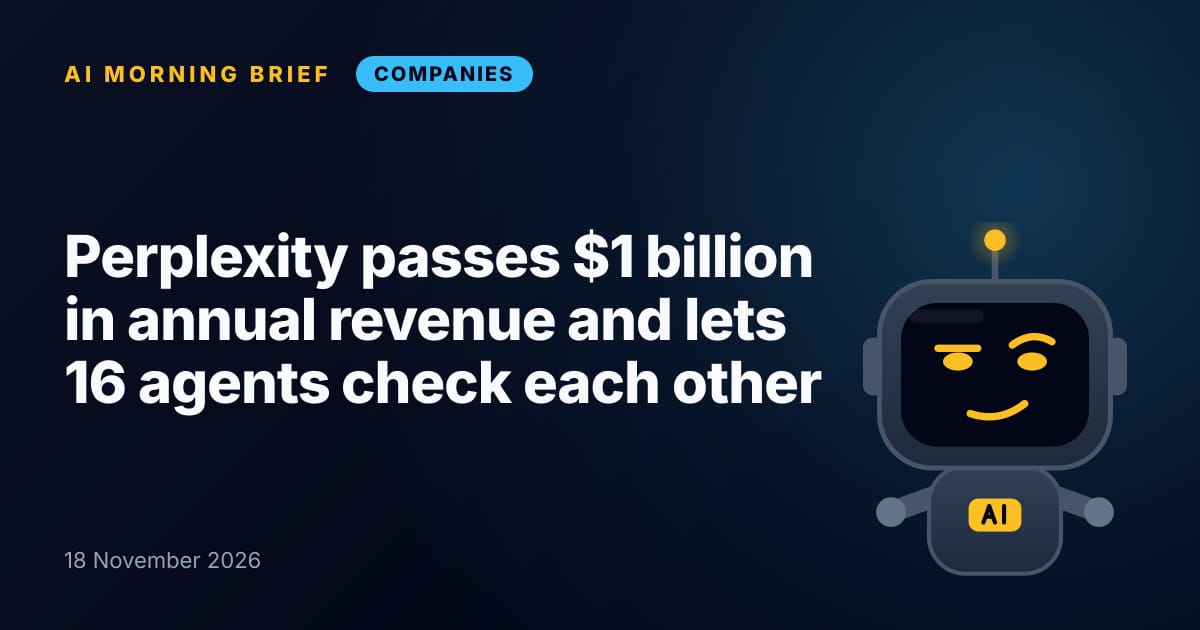 AI MORNING BRIEF
COMPANIES
Perplexity passes $1 billion
in annual revenue and lets
16 agents check each other
AI
18 November 2026